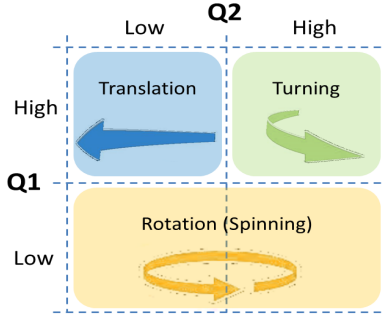 Q2
Low High
Translation Turning
High
Q1
Rotation (Spinning)
Low